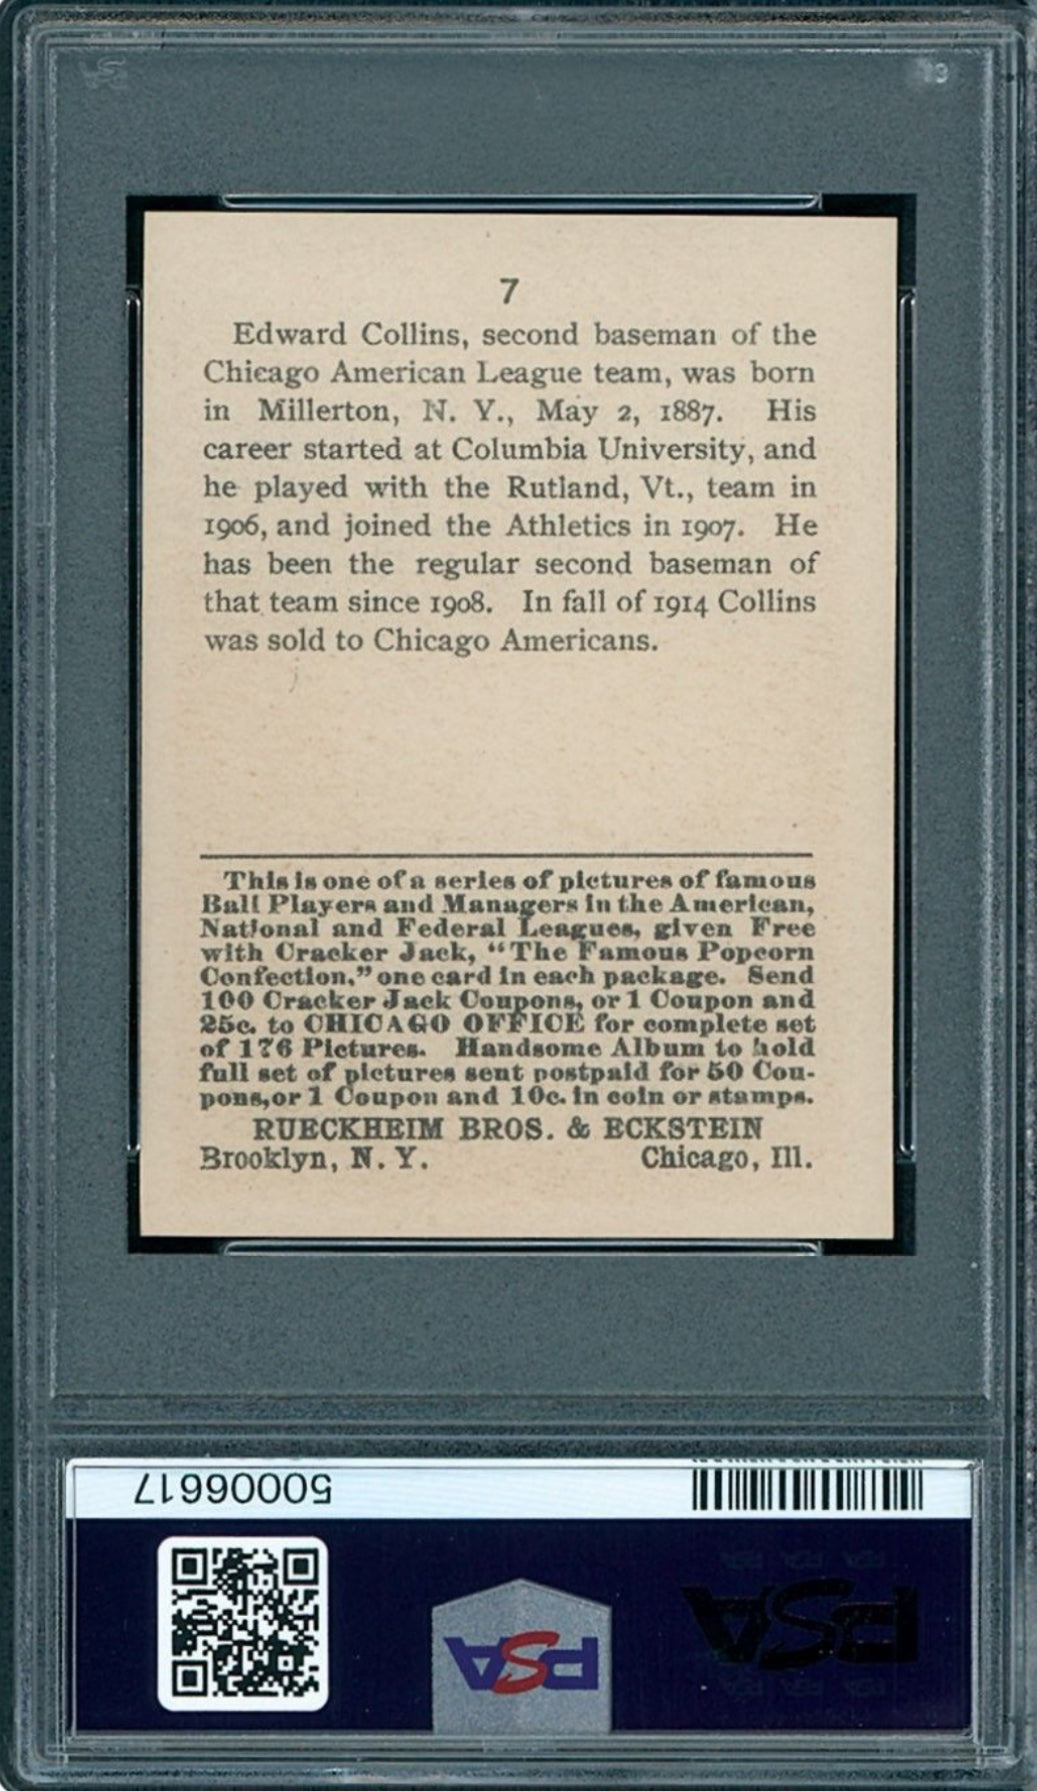 7
Edward Collins, second baseman of the
Chicago American League team, was born
in Millerton, N. Y., May 2, 1887. His
career started at Columbia University, and
he played with the Rutland, Vt., team in
1906, and joined the Athletics in 1907. He
has been the regular second baseman of
that team since 1908. In fall of 1914 Collins
was sold to Chicago Americans.
This is one of a series of pictures of famous
Ball Players and Managers in the American,
National and Federal Leagues, given Free
with Cracker Jack, “The Famous Popcorn
Confection,” one card in each package. Send
100 Cracker Jack Coupons, or 1 Coupon and
25c. to CHICAGO OFFICE for complete set
of 176 Pictures. Handsome Album to hold
full set of pictures sent postpaid for 50 Cou-
pons, or 1 Coupon and 10c. in coin or stamps.
RUECKHEIM BROS. & ECKSTEIN
Brooklyn, N. Y. Chicago, Ill.
50006617
PSA
PSA